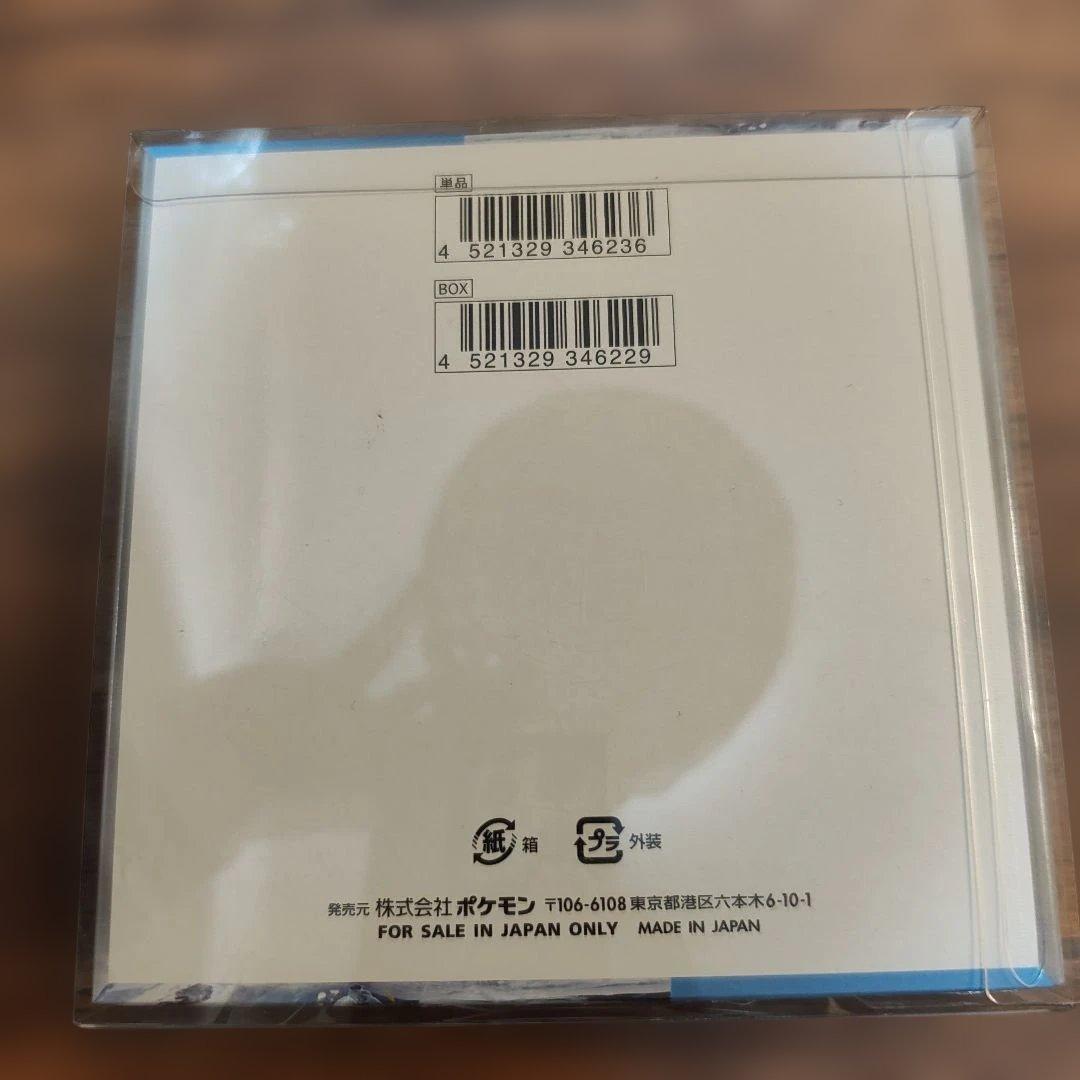 単品
4 521329 346236
BOX
4 521329 346229
紙 箱 プラ 外装
発売元 株式会社 ポケモン 〒106-6108 東京都港区六本木6-10-1
FOR SALE IN JAPAN ONLY MADE IN JAPAN